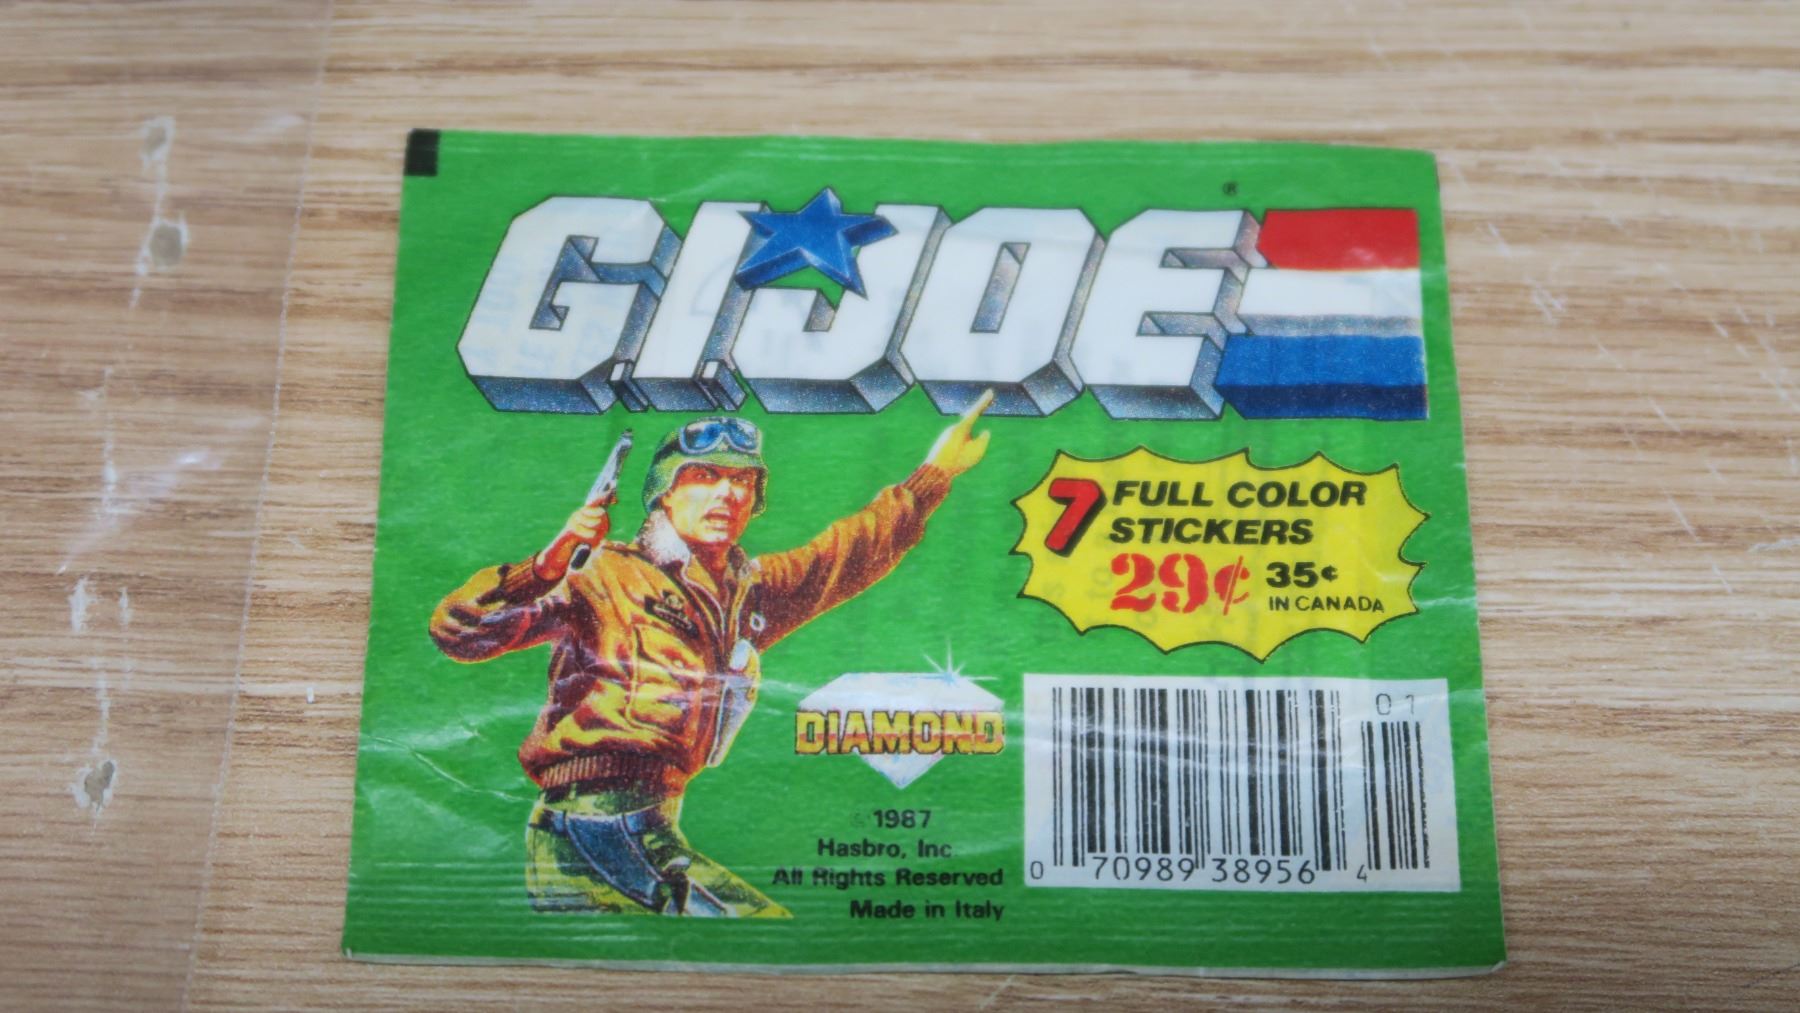 G.I.JOE ®
7 FULL COLOR
STICKERS
29¢ 35¢
IN CANADA
DIAMOND
© 1987
Hasbro, Inc.
All Rights Reserved
Made in Italy
01
0 70989 38956 4